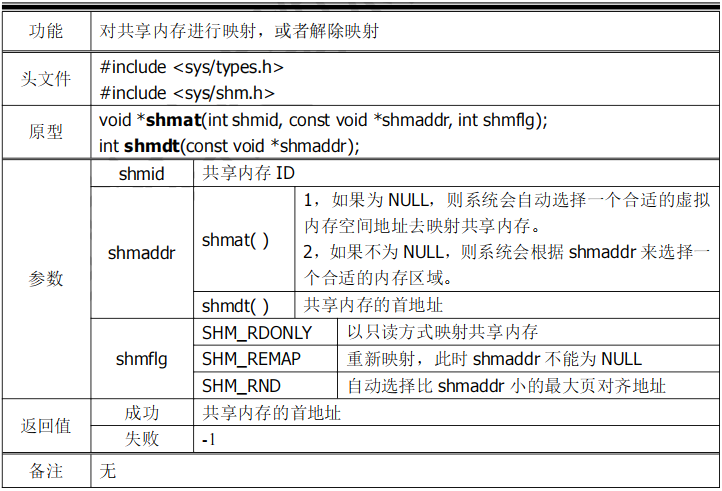 功能 对共享内存进行映射，或者解除映射
头文件
#include <sys/types.h>
#include <sys/shm.h>
原型
void *shmat(int shmid, const void *shmaddr, int shmflg);
int shmdt(const void *shmaddr);
参数
shmid 共享内存 ID
shmaddr
shmat( )
1，如果为 NULL，则系统会自动选择一个合适的虚拟
内存空间地址去映射共享内存。
2，如果不为 NULL，则系统会根据 shmaddr 来选择一
个合适的内存区域。
shmdt( ) 共享内存的首地址
shmflg
SHM_RDONLY 以只读方式映射共享内存
SHM_REMAP 重新映射，此时 shmaddr 不能为 NULL
SHM_RND 自动选择比 shmaddr 小的最大页对齐地址
返回值
成功 共享内存的首地址
失败 -1
备注 无